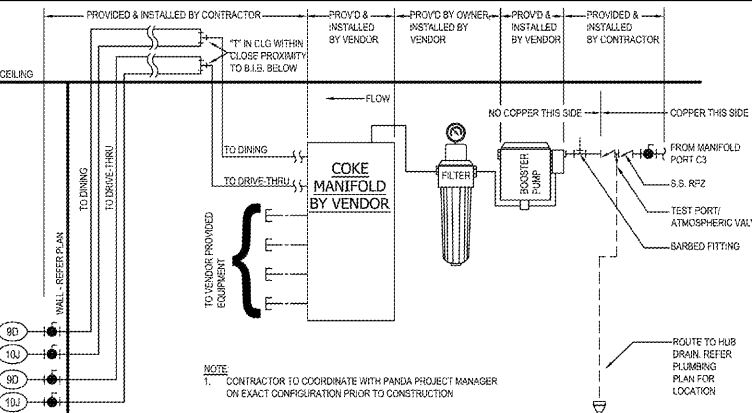 PROVIDED & INSTALLED BY CONTRACTOR
PROV'D &
INSTALLED
BY VENDOR
PROV'D BY OWNER,
INSTALLED BY
VENDOR
PROV'D &
INSTALLED
BY VENDOR
PROVIDED &
INSTALLED
BY CONTRACTOR
"T" IN CLG WITHIN
CLOSE PROXIMITY
TO B.I.B. BELOW
CEILING
FLOW
NO COPPER THIS SIDE
COPPER THIS SIDE
TO DINING
TO DRIVE-THRU
TO DINING
TO DRIVE-THRU
COKE
MANIFOLD
BY VENDOR
FILTER
BOOSTER
PUMP
FROM MANIFOLD
PORT C3
S.S. RPZ
TEST PORT/
ATMOSPHERIC VAL
BARBED FITTING
WALL - REFER PLAN
TO VENDOR PROVIDED
EQUIPMENT
9D
10J
9D
10J
ROUTE TO HUB
DRAIN. REFER
PLUMBING
PLAN FOR
LOCATION
NOTE:
1. CONTRACTOR TO COORDINATE WITH PANDA PROJECT MANAGER
ON EXACT CONFIGURATION PRIOR TO CONSTRUCTION